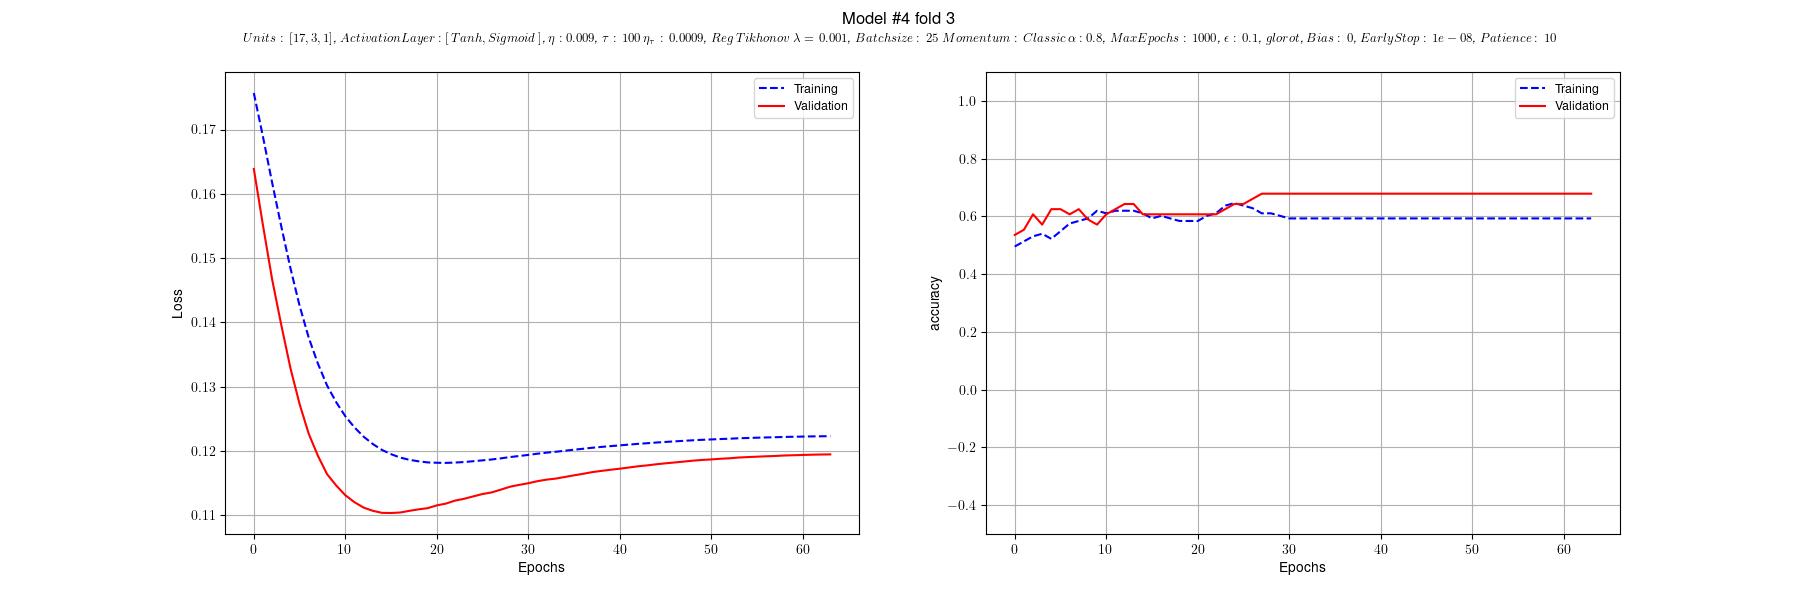 Model #4 fold 3
Units : [17, 3, 1], ActivationLayer : [ Tanh, Sigmoid ], η : 0.009, τ : 100 η_τ : 0.0009, Reg Tikhonov λ = 0.001, Batchsize : 25 Momentum : Classic α : 0.8, MaxEpochs : 1000, ϵ : 0.1, glorot, Bias : 0, EarlyStop : 1e − 08, Patience : 10
Training
Validation
0.17
0.16
0.15
0.14
0.13
0.12
0.11
Loss
0 10 20 30 40 50 60
Epochs
Training
Validation
1.0
0.8
0.6
0.4
0.2
0.0
−0.2
−0.4
accuracy
0 10 20 30 40 50 60
Epochs